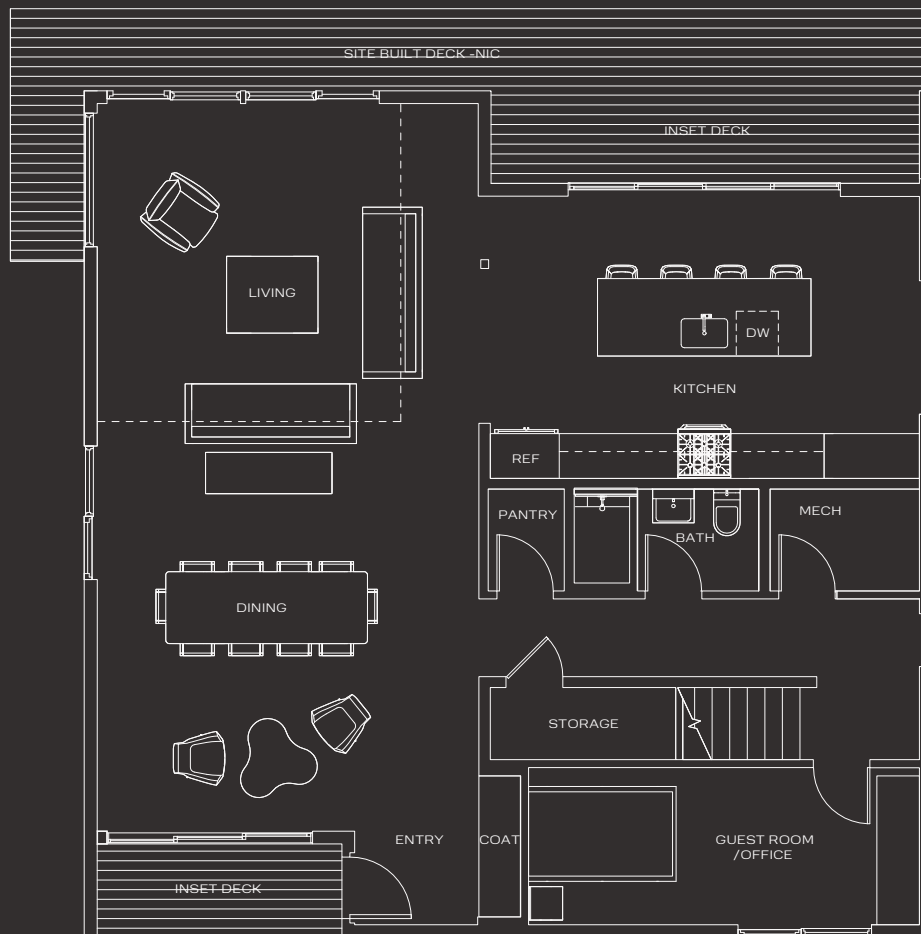 SITE BUILT DECK -NIC
INSET DECK
LIVING
DW
KITCHEN
REF
PANTRY
BATH
MECH
DINING
STORAGE
ENTRY
COAT
GUEST ROOM
/OFFICE
INSET DECK